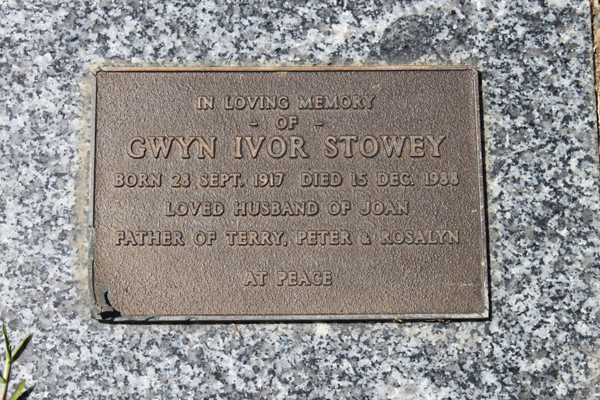 IN LOVING MEMORY
- OF -
GWYN IVOR STOWEY
BORN 28 SEPT. 1917 DIED 15 DEC. 1988
LOVED HUSBAND OF JOAN
FATHER OF TERRY, PETER & ROSALYN
AT PEACE